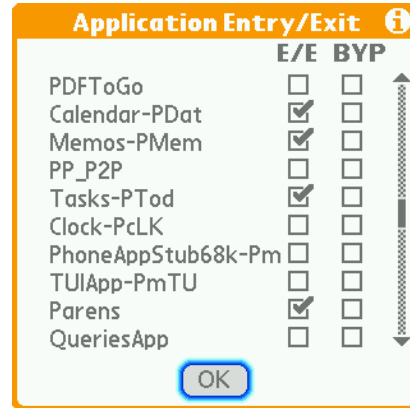 Application Entry/Exit
E/E BYP
PDFToGo
Calendar-PDat
Memos-PMem
PP_P2P
Tasks-PTod
Clock-PcLK
PhoneAppStub68k-Pm
TUIApp-PmTU
Parens
QueriesApp
OK